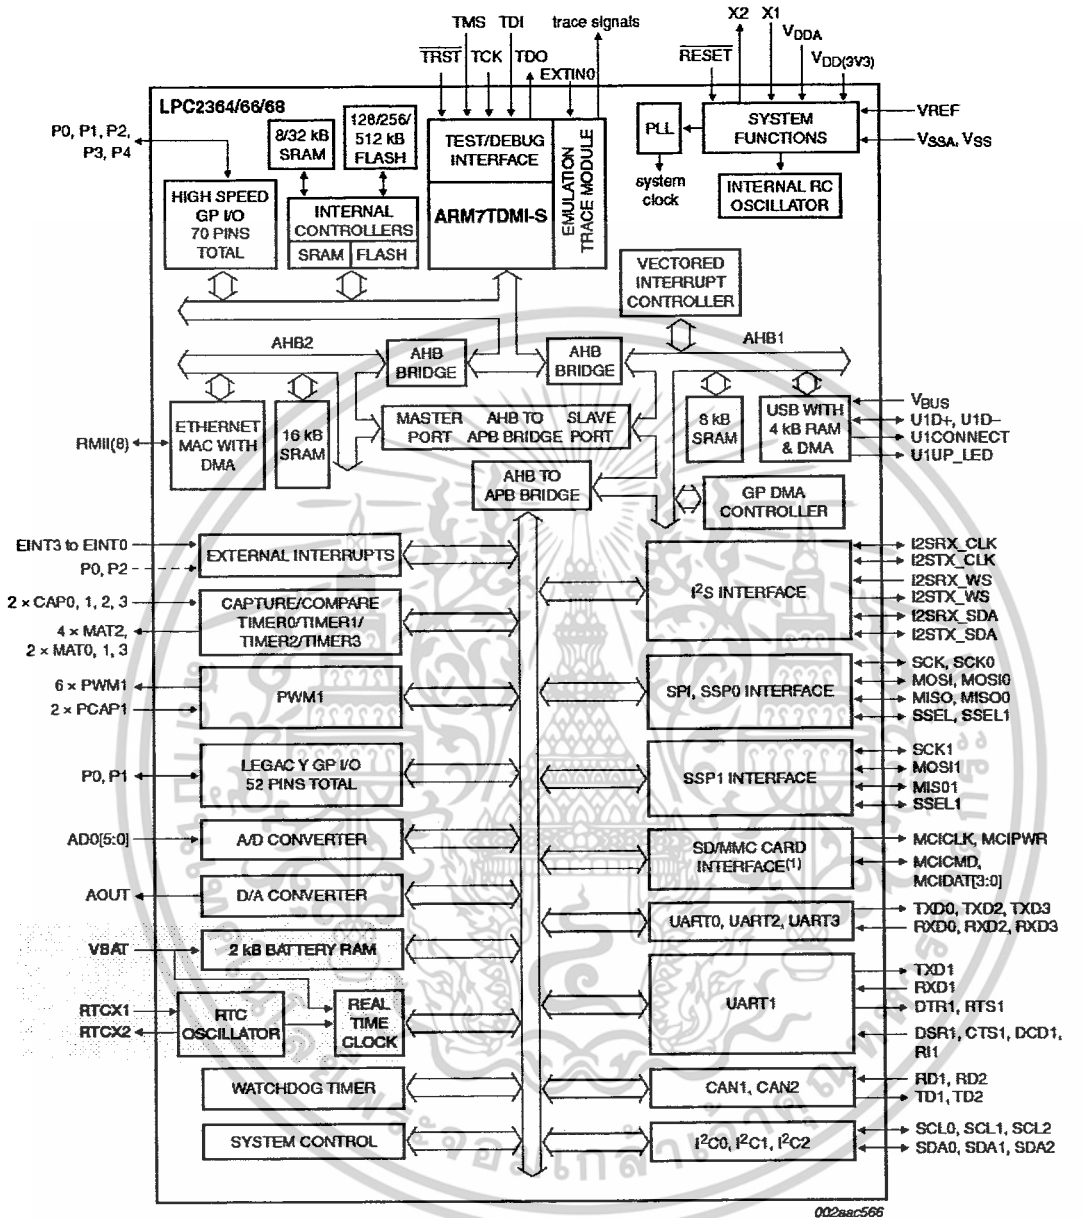 X2 X1
TMS TDI trace signals
VDDA
TRST TCK TDO RESET VDD(3V3)
EXTIN0
LPC2364/66/68
P0, P1, P2,
P3, P4
8/32 kB
SRAM
128/256/
512 kB
FLASH
TEST/DEBUG
INTERFACE
ARM7TDMI-S
EMULATION
TRACE MODULE
PLL
system
clock
SYSTEM
FUNCTIONS
VREF
VSSA, VSS
INTERNAL RC
OSCILLATOR
HIGH SPEED
GP I/O
70 PINS
TOTAL
INTERNAL
CONTROLLERS
SRAM FLASH
VECTORED
INTERRUPT
CONTROLLER
AHB2
AHB
BRIDGE
AHB
BRIDGE
AHB1
RMII(8)
ETHERNET
MAC WITH
DMA
16 kB
SRAM
MASTER AHB TO SLAVE
PORT APB BRIDGE PORT
8 kB
SRAM
USB WITH
4 kB RAM
& DMA
VBUS
U1D+, U1D−
U1CONNECT
U1UP_LED
AHB TO
APB BRIDGE
GP DMA
CONTROLLER
EINT3 to EINT0
P0, P2
EXTERNAL INTERRUPTS
2 × CAP0, 1, 2, 3
4 × MAT2,
2 × MAT0, 1, 3
CAPTURE/COMPARE
TIMER0/TIMER1/
TIMER2/TIMER3
6 × PWM1
2 × PCAP1
PWM1
P0, P1
LEGACY GP I/O
52 PINS TOTAL
AD0[5:0]
A/D CONVERTER
AOUT
D/A CONVERTER
VBAT
2 kB BATTERY RAM
RTCX1
RTCX2
RTC
OSCILLATOR
REAL
TIME
CLOCK
WATCHDOG TIMER
SYSTEM CONTROL
I²S INTERFACE
I2SRX_CLK
I2STX_CLK
I2SRX_WS
I2STX_WS
I2SRX_SDA
I2STX_SDA
SPI, SSP0 INTERFACE
SCK, SCK0
MOSI, MOSI0
MISO, MISO0
SSEL, SSEL1
SSP1 INTERFACE
SCK1
MOSI1
MIS01
SSEL1
SD/MMC CARD
INTERFACE(1)
MCICLK, MCIPWR
MCICMD,
MCIDAT[3:0]
UART0, UART2, UART3
TXD0, TXD2, TXD3
RXD0, RXD2, RXD3
UART1
TXD1
RXD1
DTR1, RTS1
DSR1, CTS1, DCD1,
RI1
CAN1, CAN2
RD1, RD2
TD1, TD2
I²C0, I²C1, I²C2
SCL0, SCL1, SCL2
SDA0, SDA1, SDA2
002aac566